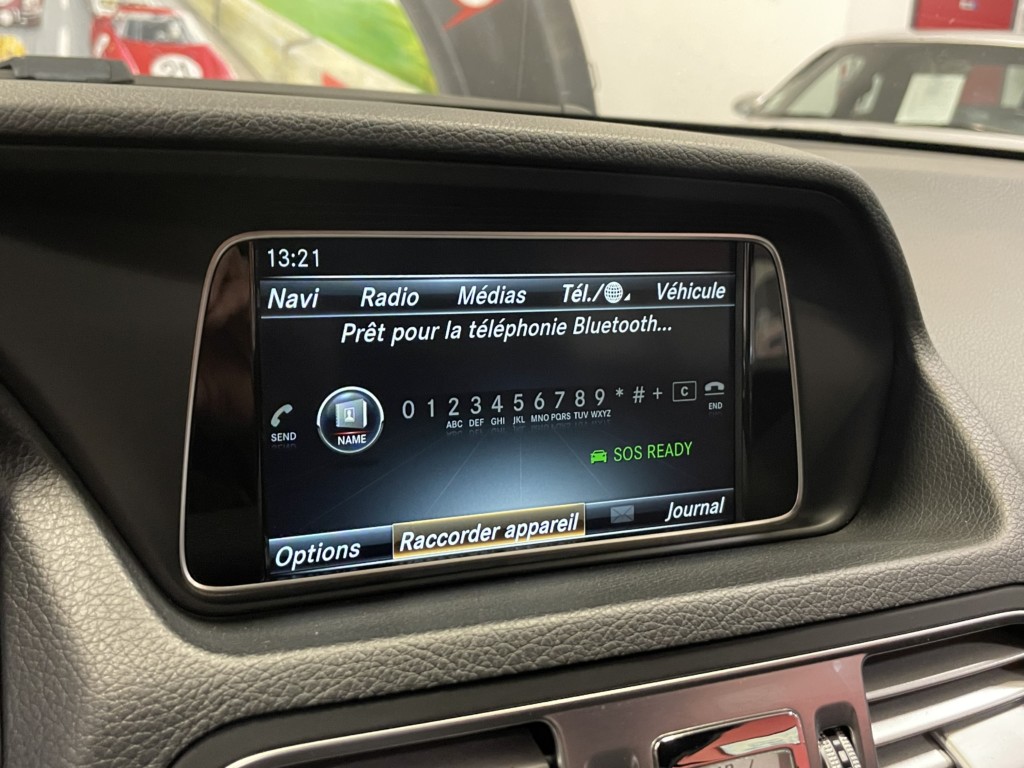 21
13:21
Navi Radio Médias Tél./ Véhicule
Prêt pour la téléphonie Bluetooth...
SEND NAME 0 1 2 3 4 5 6 7 8 9 * # + C END
ABC DEF GHI JKL MNO PQRS TUV WXYZ
SOS READY
Options Raccorder appareil Journal